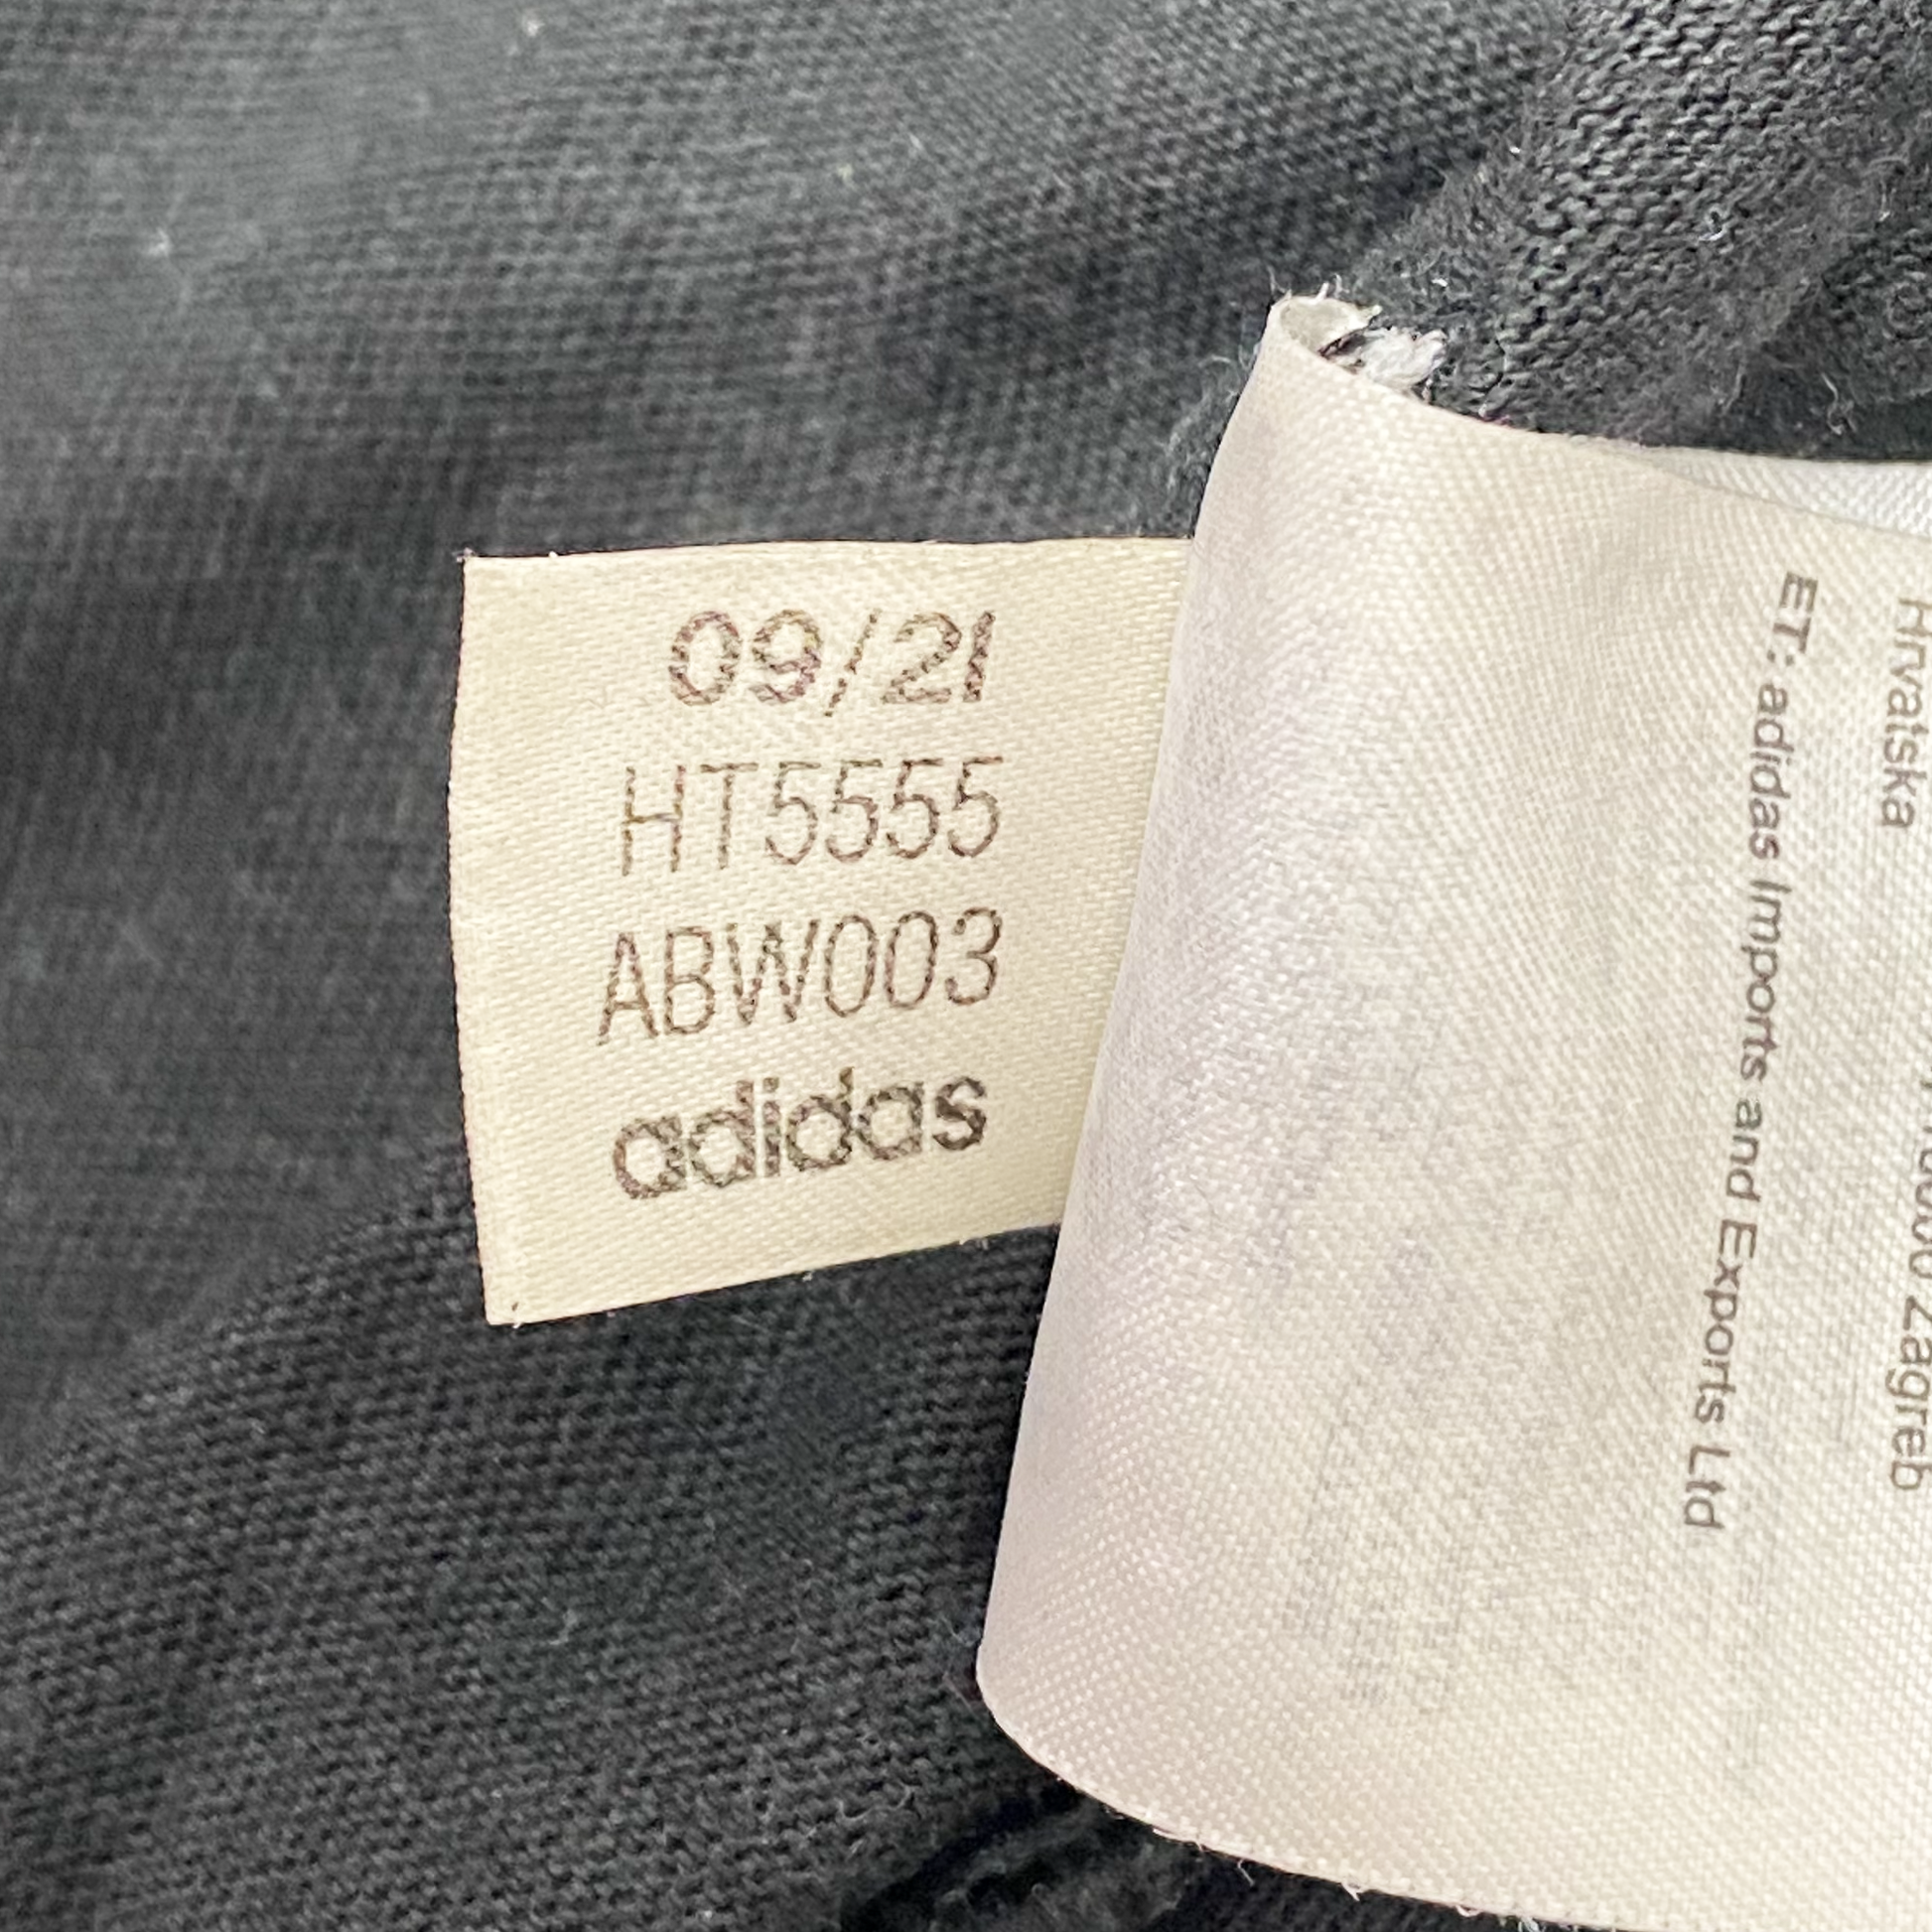 09/21
HT5555
ABW003
adidas
ET: adidas Imports and Exports Ltd
Hrvatska
Zagreb